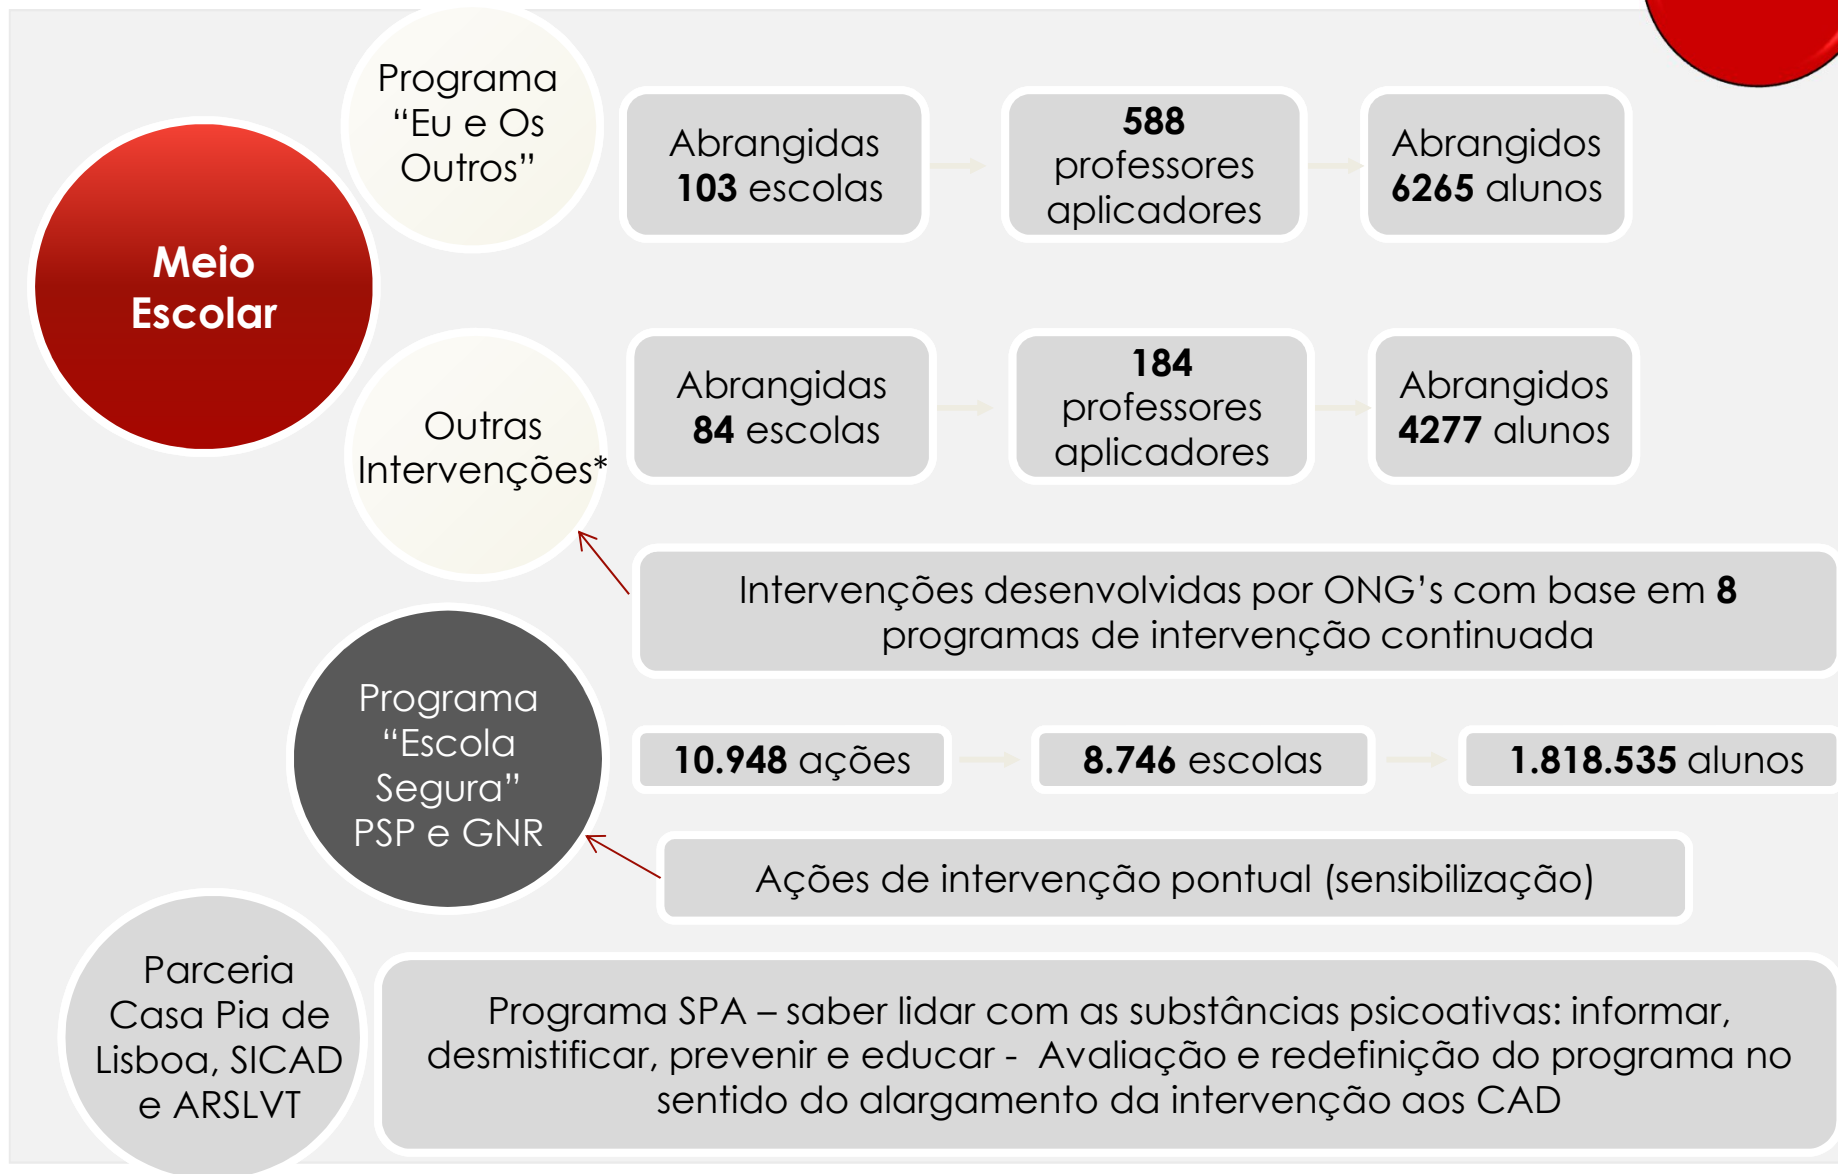 Programa
“Eu e Os
Outros”
Abrangidas
103 escolas
588
professores
aplicadores
Abrangidos
6265 alunos
Meio
Escolar
Outras
Intervenções*
Abrangidas
84 escolas
184
professores
aplicadores
Abrangidos
4277 alunos
Intervenções desenvolvidas por ONG’s com base em 8
programas de intervenção continuada
Programa
“Escola
Segura”
PSP e GNR
10.948 ações
8.746 escolas
1.818.535 alunos
Ações de intervenção pontual (sensibilização)
Parceria
Casa Pia de
Lisboa, SICAD
e ARSLVT
Programa SPA – saber lidar com as substâncias psicoativas: informar,
desmistificar, prevenir e educar - Avaliação e redefinição do programa no
sentido do alargamento da intervenção aos CAD